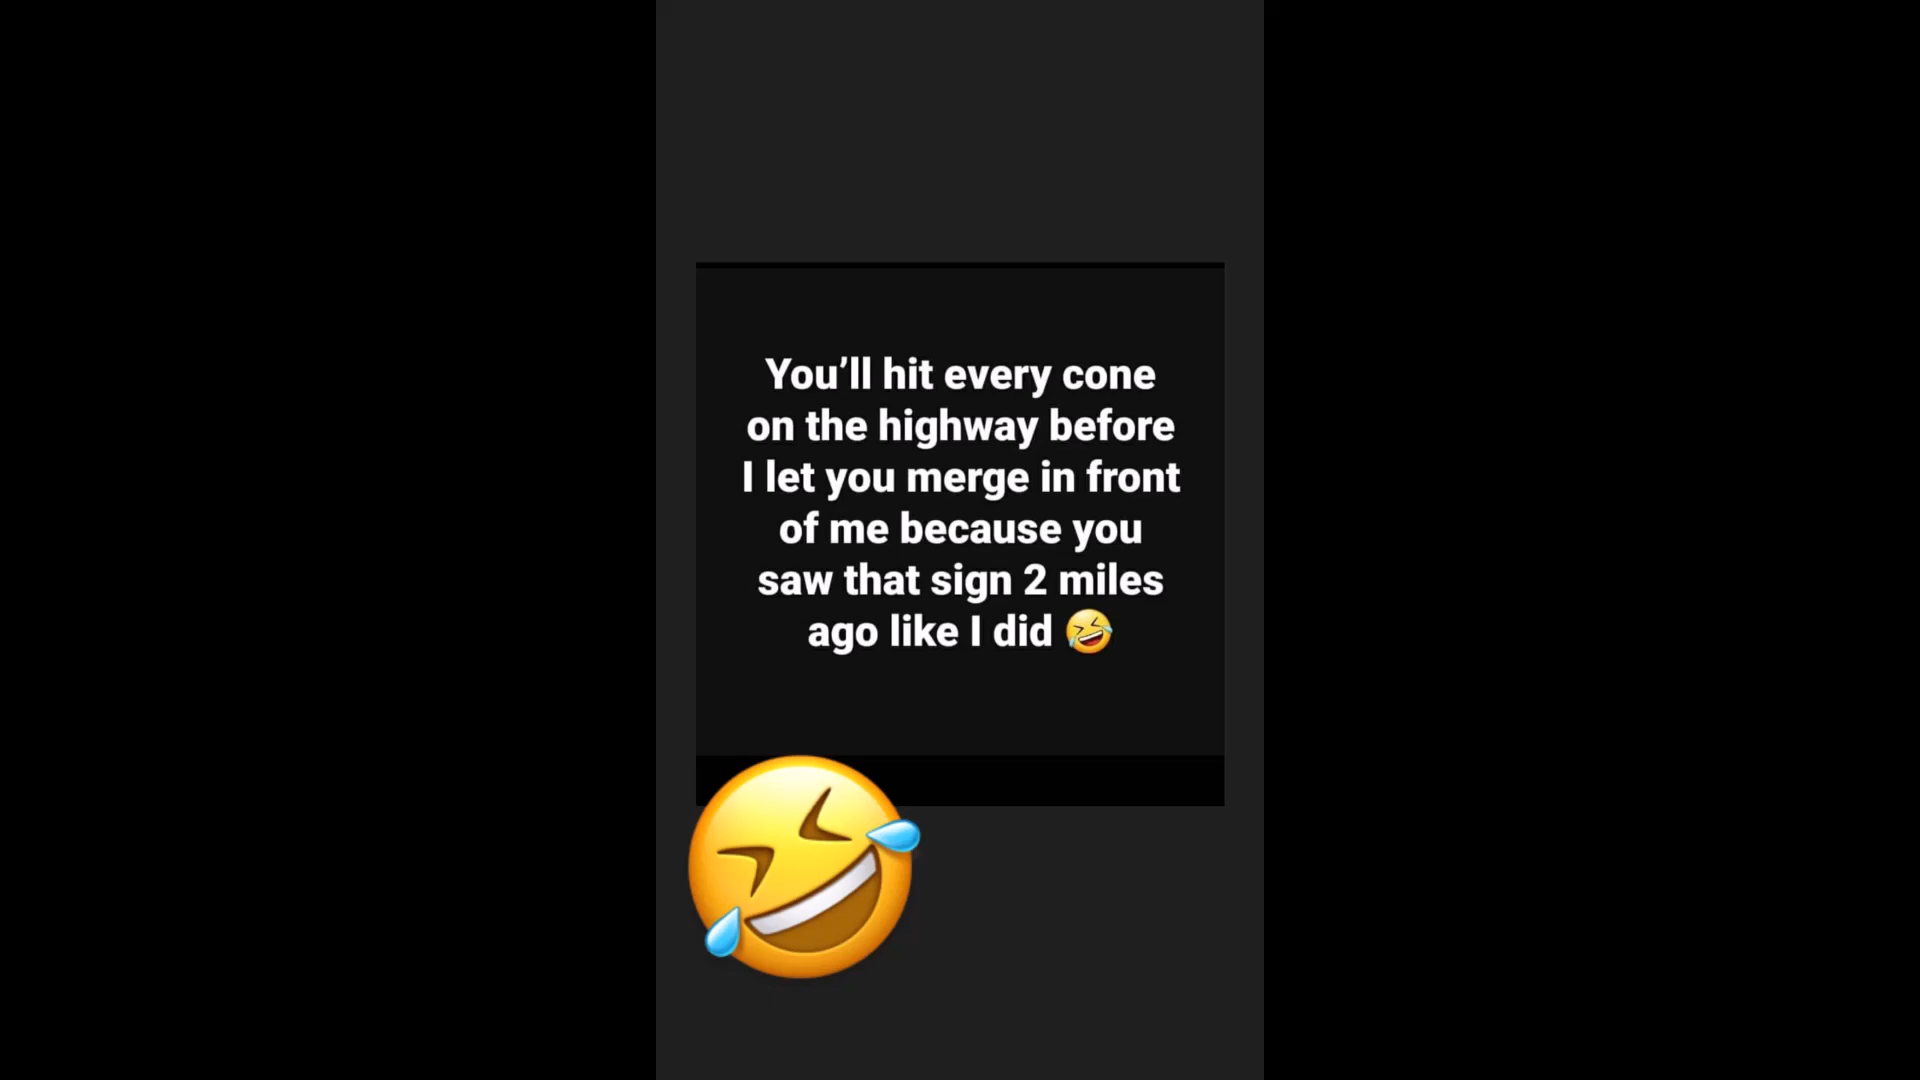 You’ll hit every cone
on the highway before
I let you merge in front
of me because you
saw that sign 2 miles
ago like I did 🤣